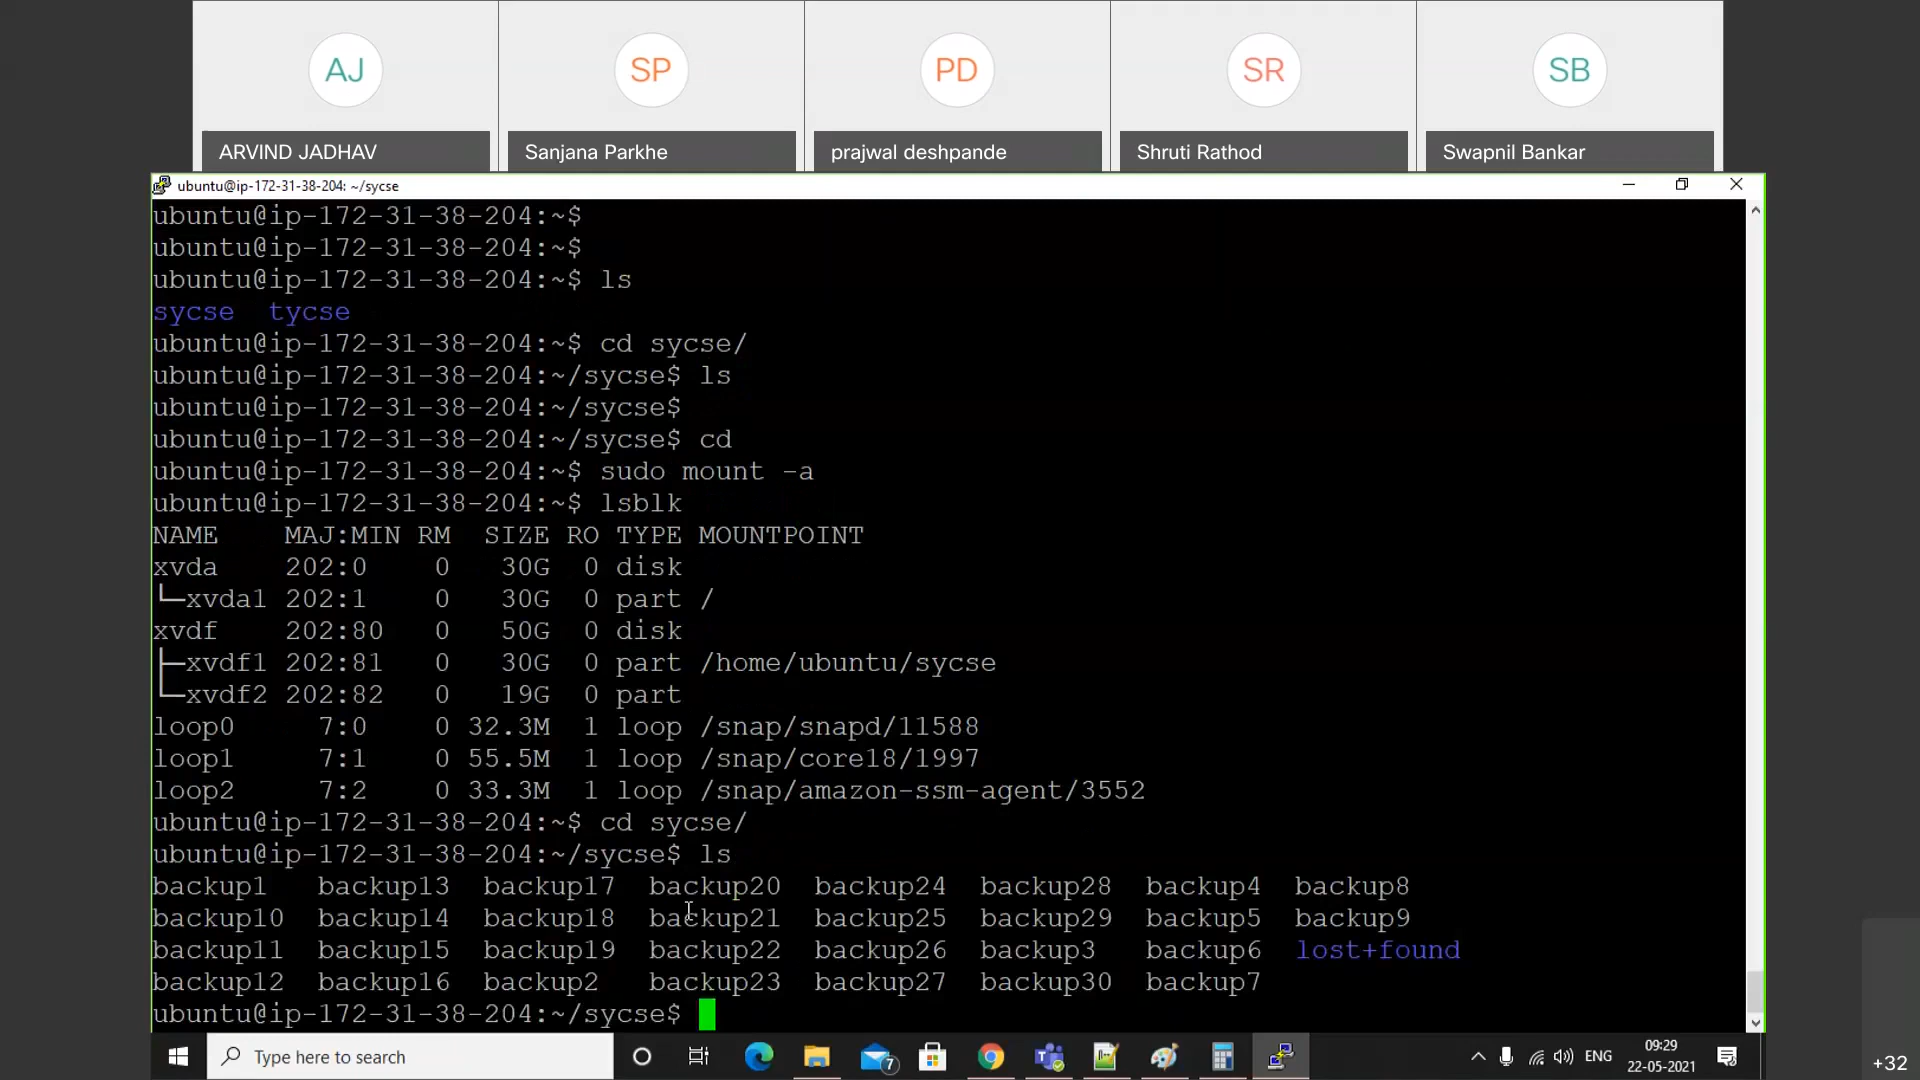 AJ SP PD SR SB
ARVIND JADHAV Sanjana Parkhe prajwal deshpande Shruti Rathod Swapnil Bankar
ubuntu@ip-172-31-38-204: ~/sycse
ubuntu@ip-172-31-38-204:~$
ubuntu@ip-172-31-38-204:~$
ubuntu@ip-172-31-38-204:~$ ls
sycse  tycse
ubuntu@ip-172-31-38-204:~$ cd sycse/
ubuntu@ip-172-31-38-204:~/sycse$ ls
ubuntu@ip-172-31-38-204:~/sycse$
ubuntu@ip-172-31-38-204:~/sycse$ cd
ubuntu@ip-172-31-38-204:~$ sudo mount -a
ubuntu@ip-172-31-38-204:~$ lsblk
NAME    MAJ:MIN RM  SIZE RO TYPE MOUNTPOINT
xvda    202:0    0   30G  0 disk
└─xvda1 202:1    0   30G  0 part /
xvdf    202:80   0   50G  0 disk
├─xvdf1 202:81   0   30G  0 part /home/ubuntu/sycse
└─xvdf2 202:82   0   19G  0 part
loop0     7:0    0 32.3M  1 loop /snap/snapd/11588
loop1     7:1    0 55.5M  1 loop /snap/core18/1997
loop2     7:2    0 33.3M  1 loop /snap/amazon-ssm-agent/3552
ubuntu@ip-172-31-38-204:~$ cd sycse/
ubuntu@ip-172-31-38-204:~/sycse$ ls
backup1   backup13  backup17  backup20  backup24  backup28  backup4  backup8
backup10  backup14  backup18  backup21  backup25  backup29  backup5  backup9
backup11  backup15  backup19  backup22  backup26  backup3   backup6  lost+found
backup12  backup16  backup2   backup23  backup27  backup30  backup7
ubuntu@ip-172-31-38-204:~/sycse$
Type here to search 7 ENG 09:29
22-05-2021
+32